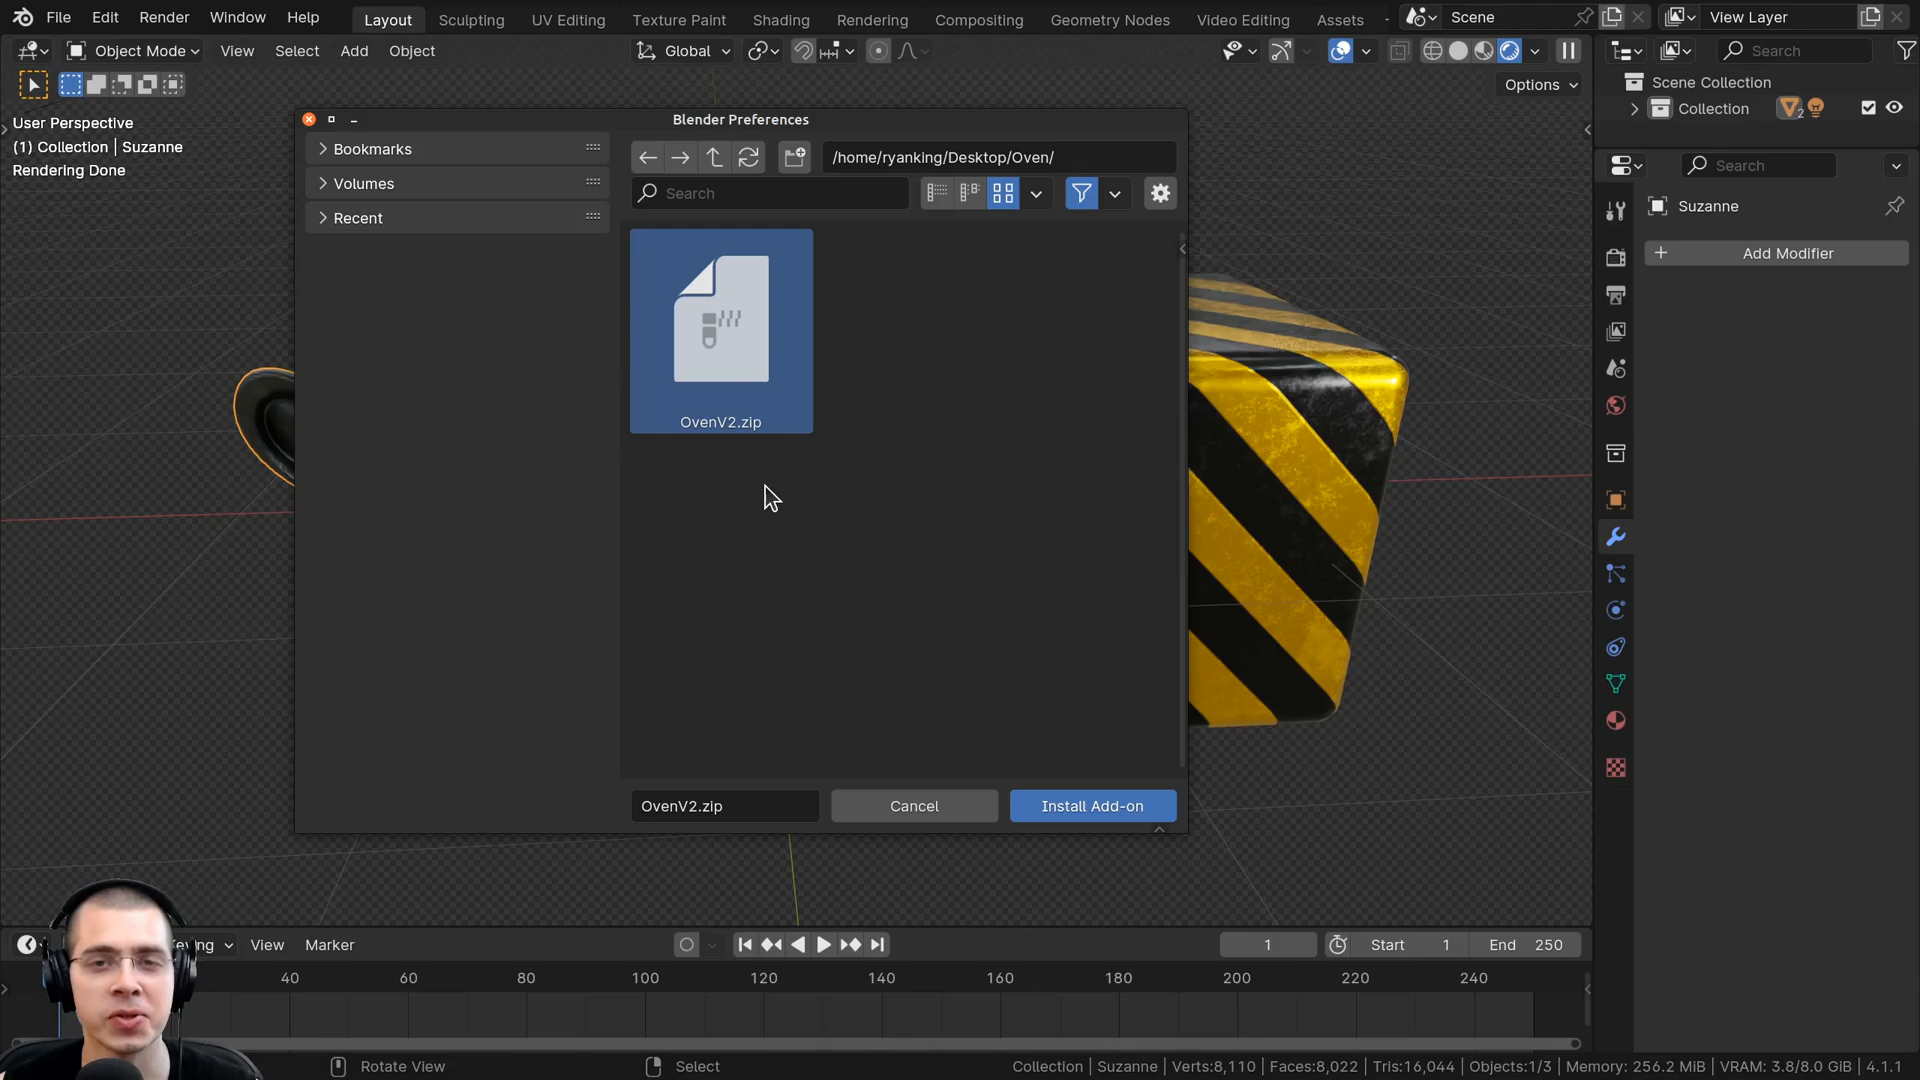 File Edit Render Window Help Layout Sculpting UV Editing Texture Paint Shading Rendering Compositing Geometry Nodes Video Editing Assets Scene View Layer
Object Mode View Select Add Object Global Search
Options
Scene Collection
Collection 2
User Perspective
(1) Collection | Suzanne
Rendering Done
Blender Preferences
Bookmarks
Volumes
Recent
/home/ryanking/Desktop/Oven/
Search
OvenV2.zip
OvenV2.zip Cancel Install Add-on
Search
Suzanne
Add Modifier
View Marker 1 Start 1 End 250
40 60 80 100 120 140 160 180 200 220 240
Rotate View Select Collection | Suzanne | Verts:8,110 | Faces:8,022 | Tris:16,044 | Objects:1/3 | Memory: 256.2 MiB | VRAM: 3.8/8.0 GiB | 4.1.1